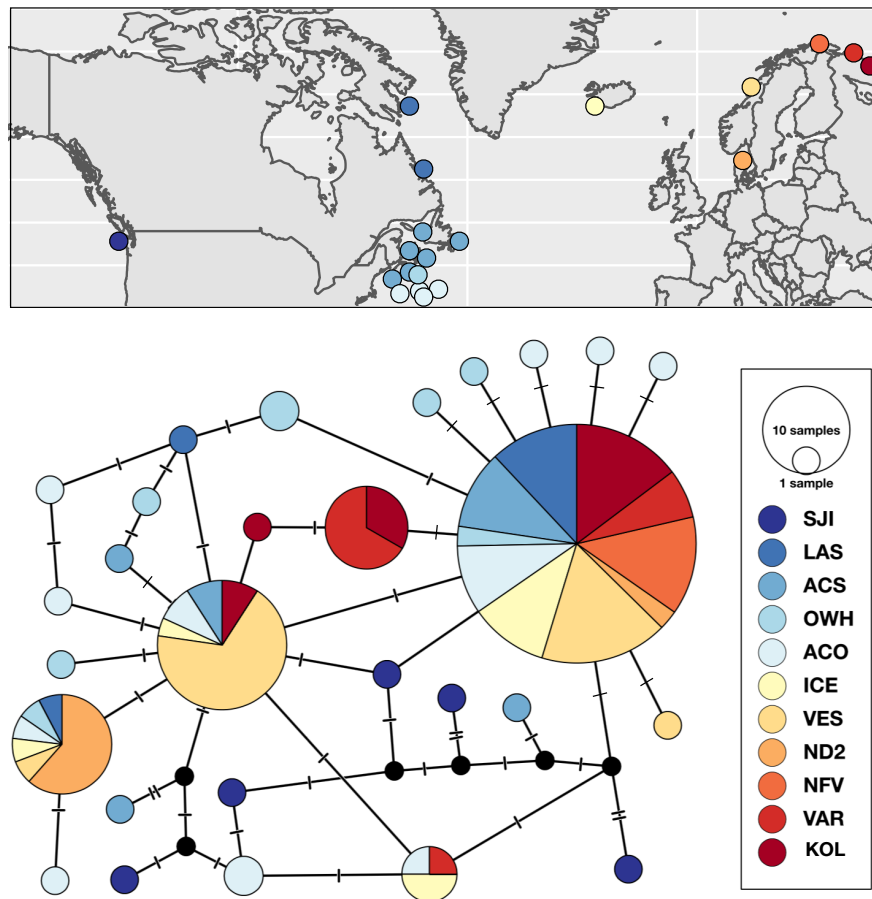 10 samples
1 sample
SJI
LAS
ACS
OWH
ACO
ICE
VES
ND2
NFV
VAR
KOL